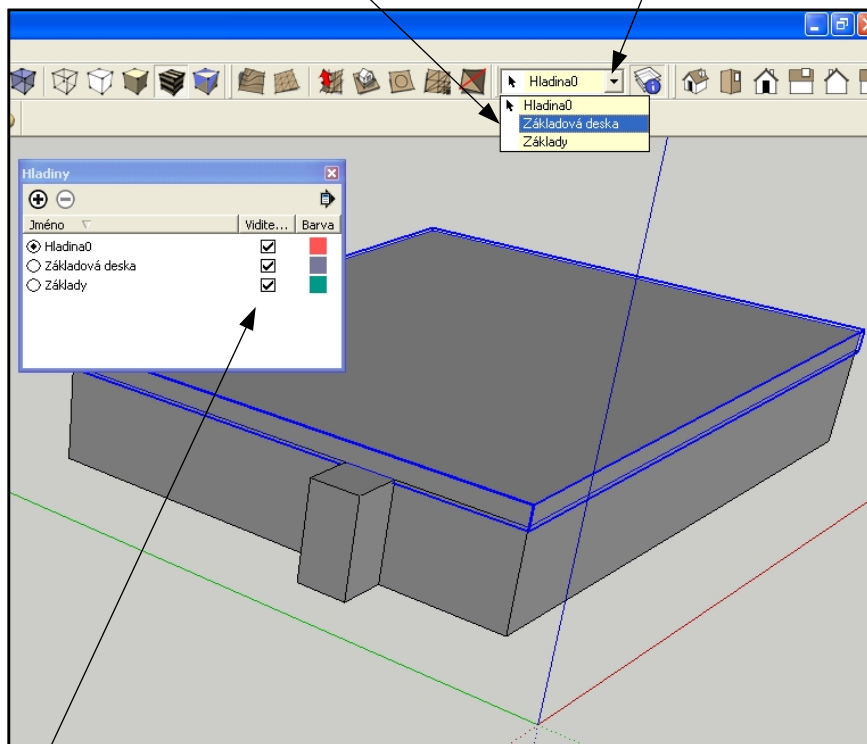 Hladina0
Hladina0
Základová deska
Základy
Hladiny
Jméno Vidite... Barva
Hladina0
Základová deska
Základy